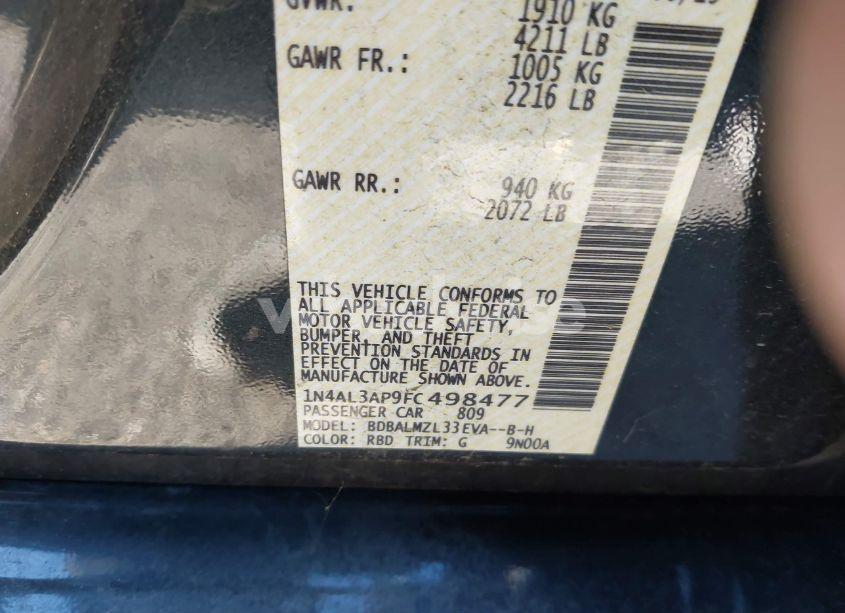 GVWR: 1910 KG
4211 LB
GAWR FR.: 1005 KG
2216 LB
GAWR RR.: 940 KG
2072 LB
THIS VEHICLE CONFORMS TO
ALL APPLICABLE FEDERAL
MOTOR VEHICLE SAFETY,
BUMPER, AND THEFT
PREVENTION STANDARDS IN
EFFECT ON THE DATE OF
MANUFACTURE SHOWN ABOVE.
1N4AL3AP9FC498477
PASSENGER CAR 809
MODEL: BDBALMZL33EVA--B-H
COLOR: RBD TRIM: G 9N00A